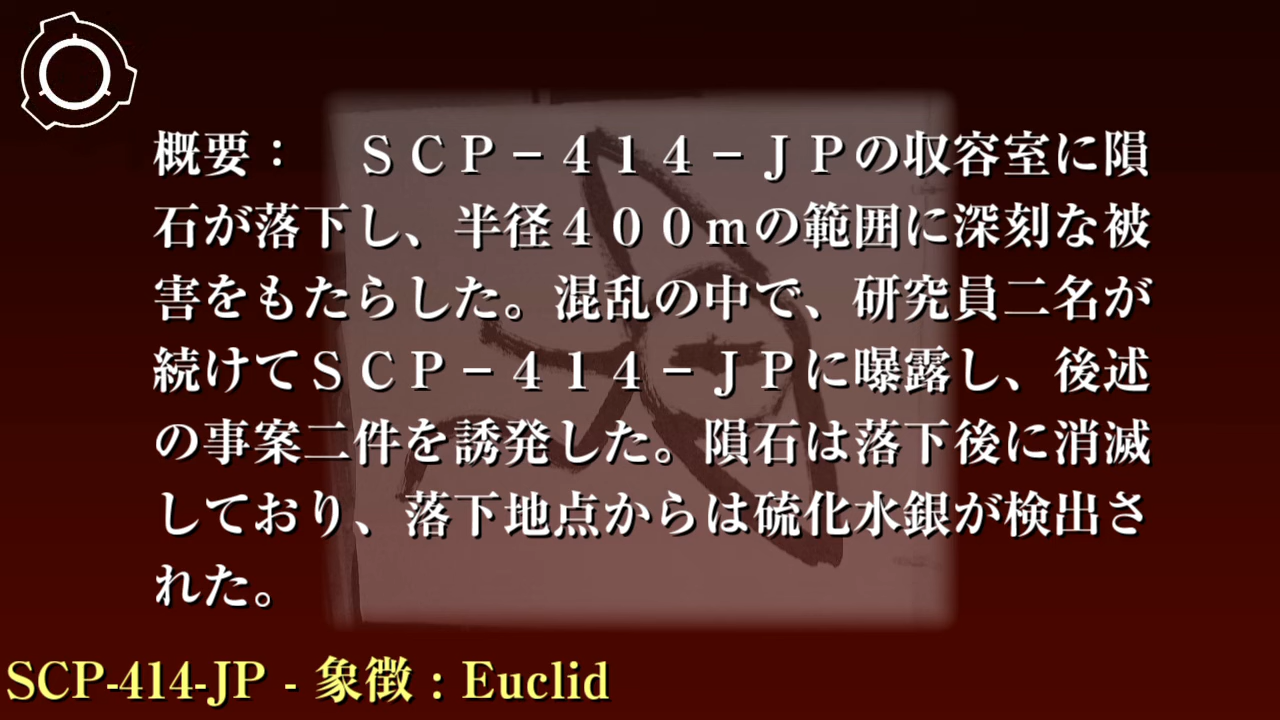 概要：　ＳＣＰ－４１４－ＪＰの収容室に隕
石が落下し、半径４００ｍの範囲に深刻な被
害をもたらした。混乱の中で、研究員二名が
続けてＳＣＰ－４１４－ＪＰに曝露し、後述
の事案二件を誘発した。隕石は落下後に消滅
しており、落下地点からは硫化水銀が検出さ
れた。
SCP-414-JP - 象徴：Euclid